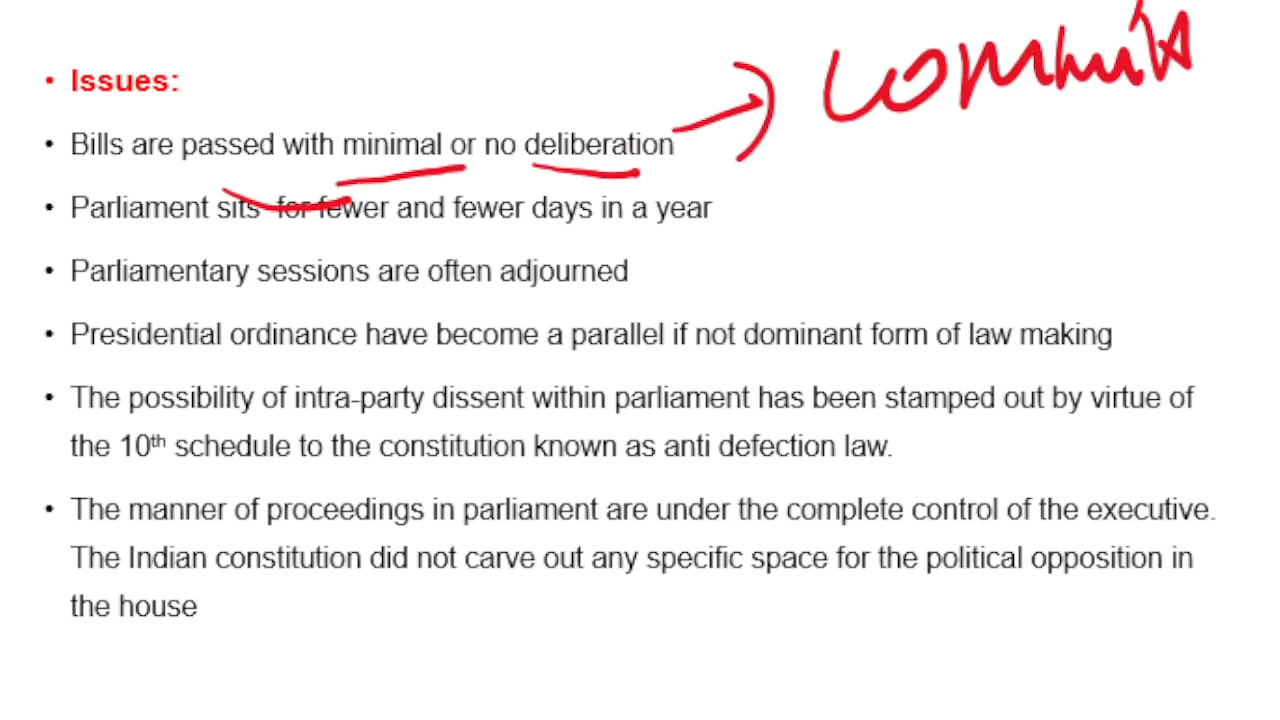 • Issues:
• Bills are passed with minimal or no deliberation
• Parliament sits for fewer and fewer days in a year
• Parliamentary sessions are often adjourned
• Presidential ordinance have become a parallel if not dominant form of law making
• The possibility of intra-party dissent within parliament has been stamped out by virtue of
the 10th schedule to the constitution known as anti defection law.
• The manner of proceedings in parliament are under the complete control of the executive.
The Indian constitution did not carve out any specific space for the political opposition in
the house